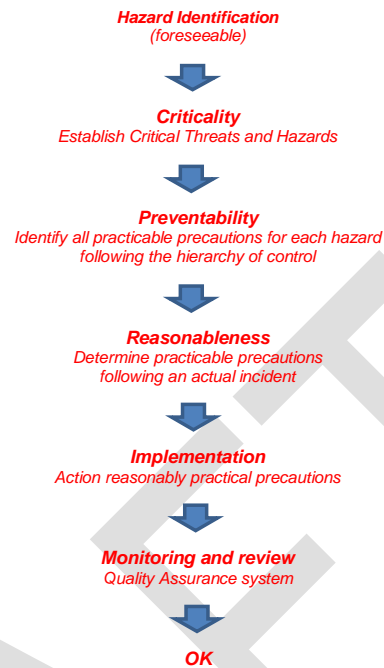 Hazard Identification
(foreseeable)
Criticality
Establish Critical Threats and Hazards
Preventability
Identify all practicable precautions for each hazard
following the hierarchy of control
Reasonableness
Determine practicable precautions
following an actual incident
Implementation
Action reasonably practical precautions
Monitoring and review
Quality Assurance system
OK